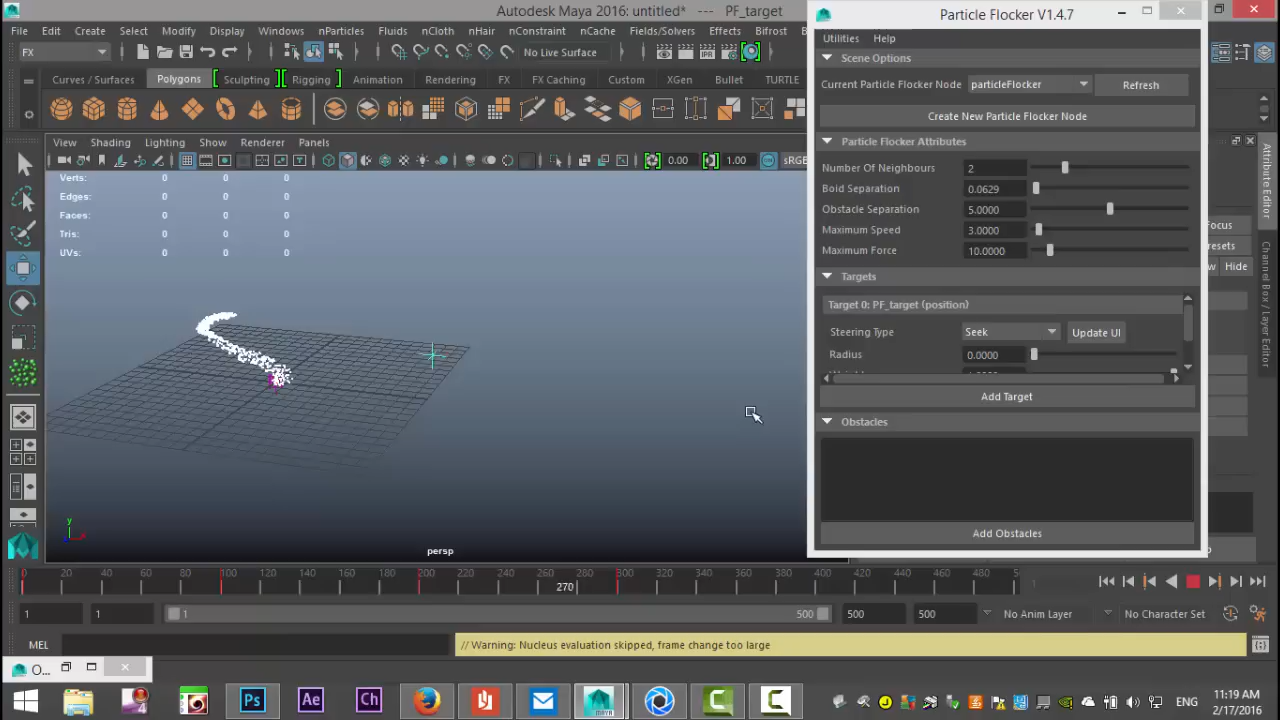 Autodesk Maya 2016: untitled* --- PF_target
File Edit Create Select Modify Display Windows nParticles Fluids nCloth nHair nConstraint nCache Fields/Solvers Effects Bifrost
FX
No Live Surface
Curves / Surfaces Polygons Sculpting Rigging Animation Rendering FX FX Caching Custom XGen Bullet TURTLE
View Shading Lighting Show Renderer Panels
0.00 1.00
Verts: 0 0 0
Edges: 0 0 0
Faces: 0 0 0
Tris: 0 0 0
UVs: 0 0 0
persp
Particle Flocker V1.4.7
Utilities Help
Scene Options
Current Particle Flocker Node particleFlocker Refresh
Create New Particle Flocker Node
Particle Flocker Attributes
Number Of Neighbours 2
Boid Separation 0.0629
Obstacle Separation 5.0000
Maximum Speed 3.0000
Maximum Force 10.0000
Targets
Target 0: PF_target (position)
Steering Type Seek Update UI
Radius 0.0000
Add Target
Obstacles
Add Obstacles
Attribute Editor
Channel Box / Layer Editor
Hide
0 20 40 60 80 100 120 140 160 180 200 220 240 260 280 300 320 340 360 380 400 420 440 460 480
270
1 1 1 500 500 500 No Anim Layer No Character Set
MEL // Warning: Nucleus evaluation skipped, frame change too large
O...
Ps Ae Ch
ENG 11:19 AM
2/17/2016